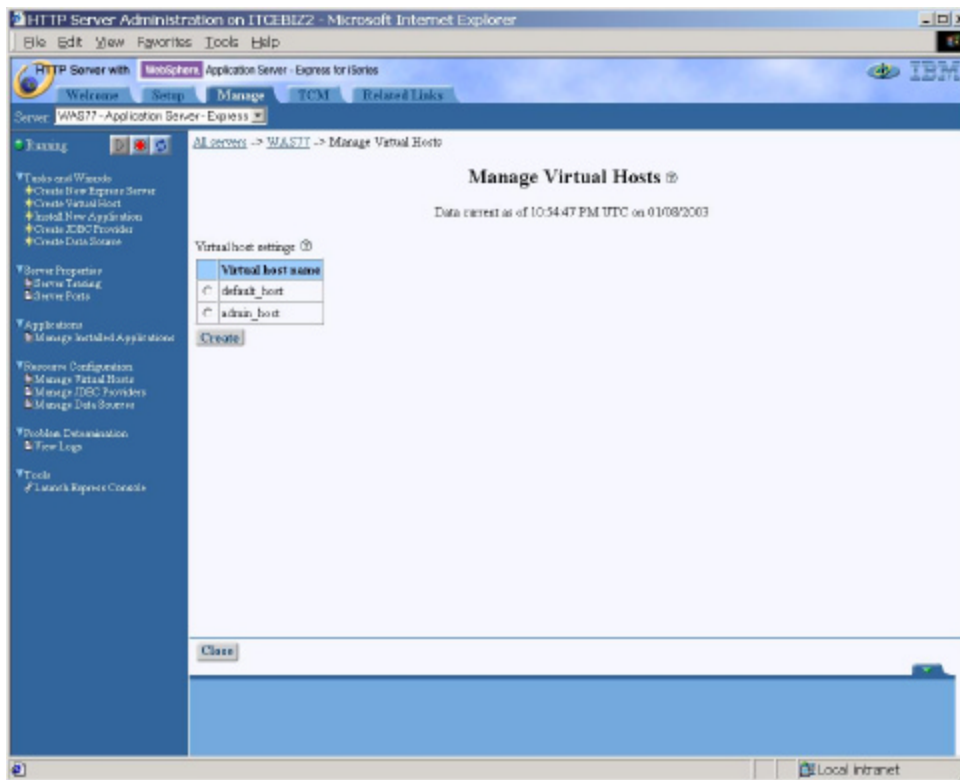 HTTP Server Administration on ITCEBIZ2 - Microsoft Internet Explorer
File Edit View Favorites Tools Help
HTTP Server with WebSphere Application Server - Express for iSeries
IBM
Welcome Setup Manage TCM Related Links
Server: WAS77 - Application Server - Express
Running
All servers -> WAS77 -> Manage Virtual Hosts
Manage Virtual Hosts
Data current as of 10:54:47 PM UTC on 01/08/2003
Tasks and Wizards
Create New Express Server
Create Virtual Host
Install New Application
Create JDBC Provider
Create Data Source
Server Properties
Server Tracing
Server Ports
Applications
Manage Installed Applications
Resource Configuration
Manage Virtual Hosts
Manage JDBC Providers
Manage Data Sources
Problem Determination
View Logs
Tools
Launch Express Console
Virtual host settings
Virtual host name
default_host
admin_host
Create
Close
Local intranet